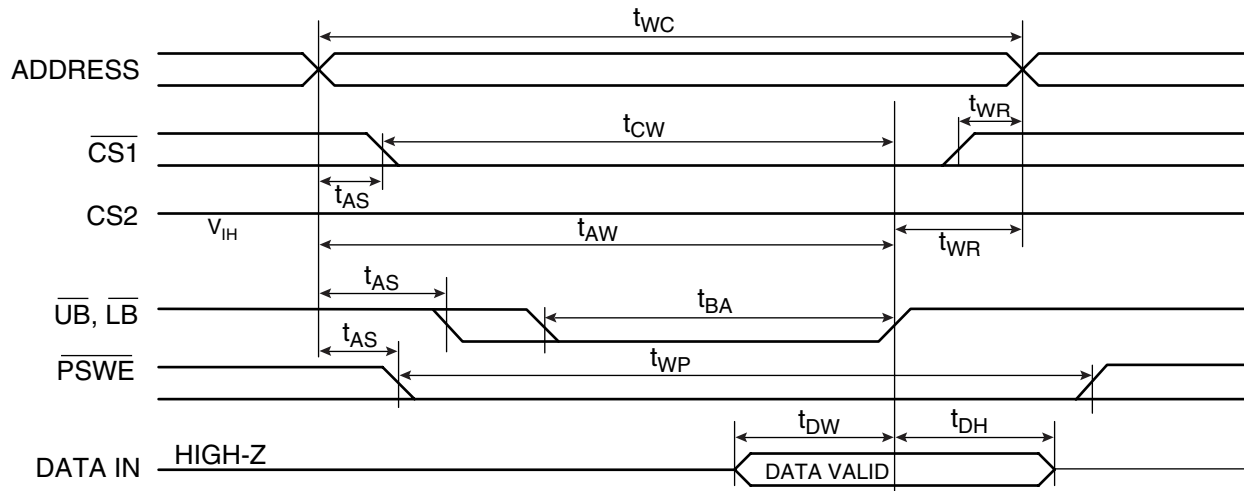 tWC
ADDRESS
tWR
tCW
CS1
tAS
CS2
VIH
tAW
tWR
tAS
tBA
UB, LB
tAS
tWP
PSWE
tDW
tDH
HIGH-Z
DATA IN
DATA VALID